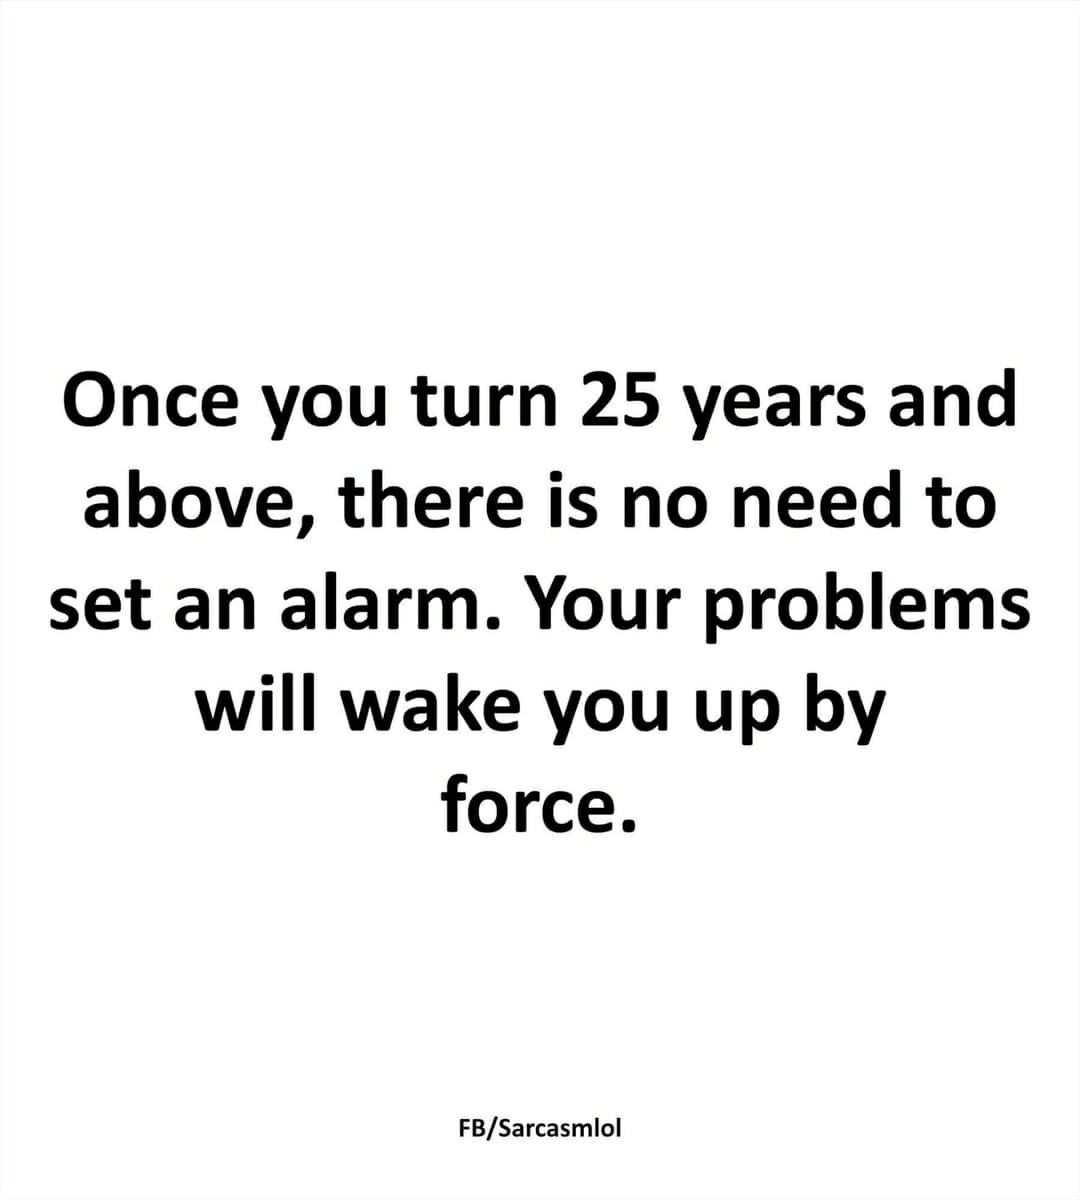 Once you turn 25 years and
above, there is no need to
set an alarm. Your problems
will wake you up by
force.
FB/Sarcasmlol